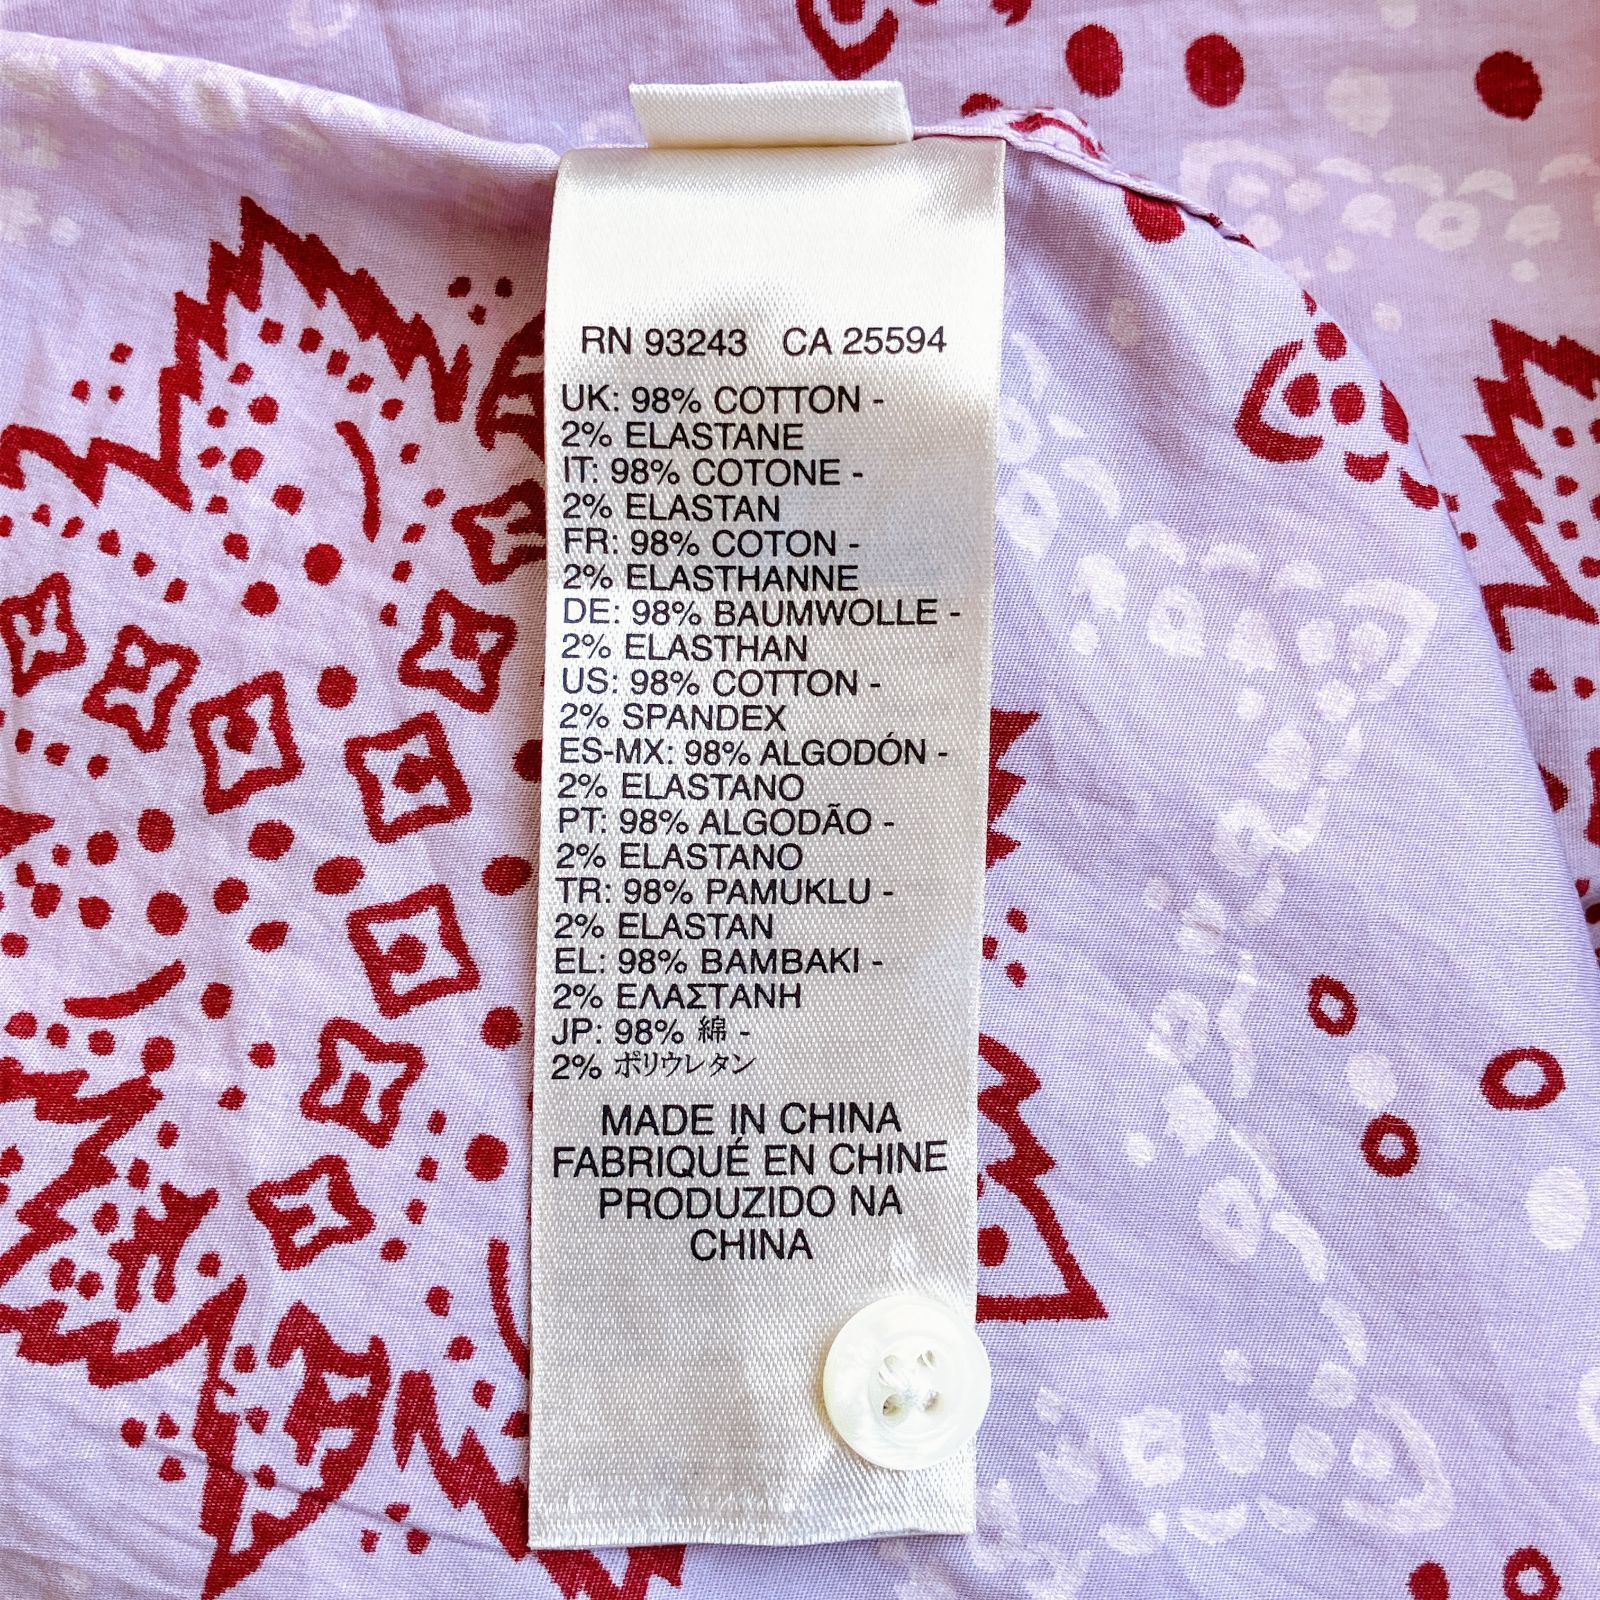 RN 93243 CA 25594
UK: 98% COTTON -
2% ELASTANE
IT: 98% COTONE -
2% ELASTAN
FR: 98% COTON -
2% ELASTHANNE
DE: 98% BAUMWOLLE -
2% ELASTHAN
US: 98% COTTON -
2% SPANDEX
ES-MX: 98% ALGODÓN -
2% ELASTANO
PT: 98% ALGODÃO -
2% ELASTANO
TR: 98% PAMUKLU -
2% ELASTAN
EL: 98% BAMBAKI -
2% ΕΛΑΣΤΑΝΗ
JP: 98% 綿 -
2% ポリウレタン
MADE IN CHINA
FABRIQUÉ EN CHINE
PRODUZIDO NA
CHINA